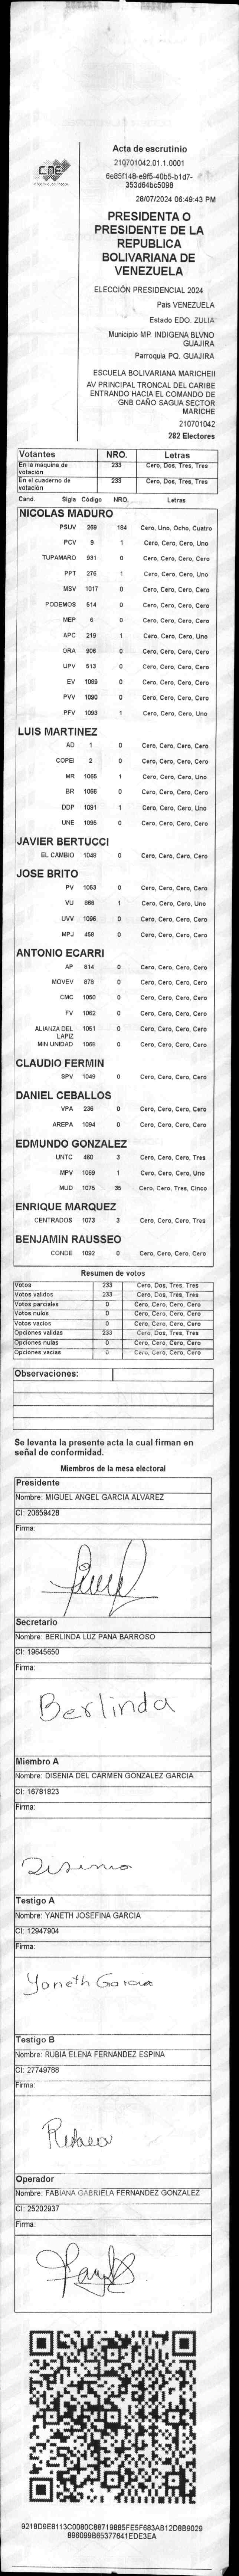 CNE
Acta de escrutinio
210701042.01.1.0001
6e85f148-e9f5-40b5-b1d7-
353d64bc5098
28/07/2024 06:49:43 PM
PRESIDENTA O
PRESIDENTE DE LA
REPUBLICA
BOLIVARIANA DE
VENEZUELA
ELECCIÓN PRESIDENCIAL 2024
Pais VENEZUELA
Estado EDO. ZULIA
Municipio MP. INDIGENA BLVNO
GUAJIRA
Parroquia PQ. GUAJIRA
ESCUELA BOLIVARIANA MARICHEII
AV PRINCIPAL TRONCAL DEL CARIBE
ENTRANDO HACIA EL COMANDO DE
GNB CAÑO SAGUA SECTOR
MARICHE
210701042
282 Electores
Votantes NRO. Letras
En la máquina de votación 233 Cero, Dos, Tres, Tres
En el cuaderno de votación 233 Cero, Dos, Tres, Tres
Cand. Sigla Código NRO. Letras
NICOLAS MADURO
PSUV 269 184 Cero, Uno, Ocho, Cuatro
PCV 9 1 Cero, Cero, Cero, Uno
TUPAMARO 931 0 Cero, Cero, Cero, Cero
PPT 276 1 Cero, Cero, Cero, Uno
MSV 1017 0 Cero, Cero, Cero, Cero
PODEMOS 514 0 Cero, Cero, Cero, Cero
MEP 6 0 Cero, Cero, Cero, Cero
APC 219 1 Cero, Cero, Cero, Uno
ORA 906 0 Cero, Cero, Cero, Cero
UPV 513 0 Cero, Cero, Cero, Cero
EV 1089 0 Cero, Cero, Cero, Cero
PVV 1090 0 Cero, Cero, Cero, Cero
PFV 1093 1 Cero, Cero, Cero, Uno
LUIS MARTINEZ
AD 1 0 Cero, Cero, Cero, Cero
COPEI 2 0 Cero, Cero, Cero, Cero
MR 1065 1 Cero, Cero, Cero, Uno
BR 1066 0 Cero, Cero, Cero, Cero
DDP 1091 1 Cero, Cero, Cero, Uno
UNE 1095 0 Cero, Cero, Cero, Cero
JAVIER BERTUCCI
EL CAMBIO 1048 0 Cero, Cero, Cero, Cero
JOSE BRITO
PV 1053 0 Cero, Cero, Cero, Cero
VU 868 1 Cero, Cero, Cero, Uno
UVV 1096 0 Cero, Cero, Cero, Cero
MPJ 458 0 Cero, Cero, Cero, Cero
ANTONIO ECARRI
AP 814 0 Cero, Cero, Cero, Cero
MOVEV 878 0 Cero, Cero, Cero, Cero
CMC 1050 0 Cero, Cero, Cero, Cero
FV 1062 0 Cero, Cero, Cero, Cero
ALIANZA DEL LAPIZ 1051 0 Cero, Cero, Cero, Cero
MIN UNIDAD 1068 0 Cero, Cero, Cero, Cero
CLAUDIO FERMIN
SPV 1049 0 Cero, Cero, Cero, Cero
DANIEL CEBALLOS
VPA 236 0 Cero, Cero, Cero, Cero
AREPA 1094 0 Cero, Cero, Cero, Cero
EDMUNDO GONZALEZ
UNTC 460 3 Cero, Cero, Cero, Tres
MPV 1069 1 Cero, Cero, Cero, Uno
MUD 1075 35 Cero, Cero, Tres, Cinco
ENRIQUE MARQUEZ
CENTRADOS 1073 3 Cero, Cero, Cero, Tres
BENJAMIN RAUSSEO
CONDE 1092 0 Cero, Cero, Cero, Cero
Resumen de votos
Votos 233 Cero, Dos, Tres, Tres
Votos validos 233 Cero, Dos, Tres, Tres
Votos parciales 0 Cero, Cero, Cero, Cero
Votos nulos 0 Cero, Cero, Cero, Cero
Votos vacios 0 Cero, Cero, Cero, Cero
Opciones validas 233 Cero, Dos, Tres, Tres
Opciones nulas 0 Cero, Cero, Cero, Cero
Opciones vacias 0 Cero, Cero, Cero, Cero
Observaciones:
Se levanta la presente acta la cual firman en
señal de conformidad.
Miembros de la mesa electoral
Presidente
Nombre: MIGUEL ANGEL GARCIA ALVAREZ
CI: 20659428
Firma:
Secretario
Nombre: BERLINDA LUZ PANA BARROSO
CI: 19645650
Firma:
Berlinda
Miembro A
Nombre: DISENIA DEL CARMEN GONZALEZ GARCIA
CI: 16781823
Firma:
Testigo A
Nombre: YANETH JOSEFINA GARCIA
CI: 12947904
Firma:
Yaneth Garcia
Testigo B
Nombre: RUBIA ELENA FERNANDEZ ESPINA
CI: 27749788
Firma:
Operador
Nombre: FABIANA GABRIELA FERNANDEZ GONZALEZ
CI: 25202937
Firma:
9218D9E8113C0080C88719885FE5F683AB12D8B9029
896099B65377641EDE3EA